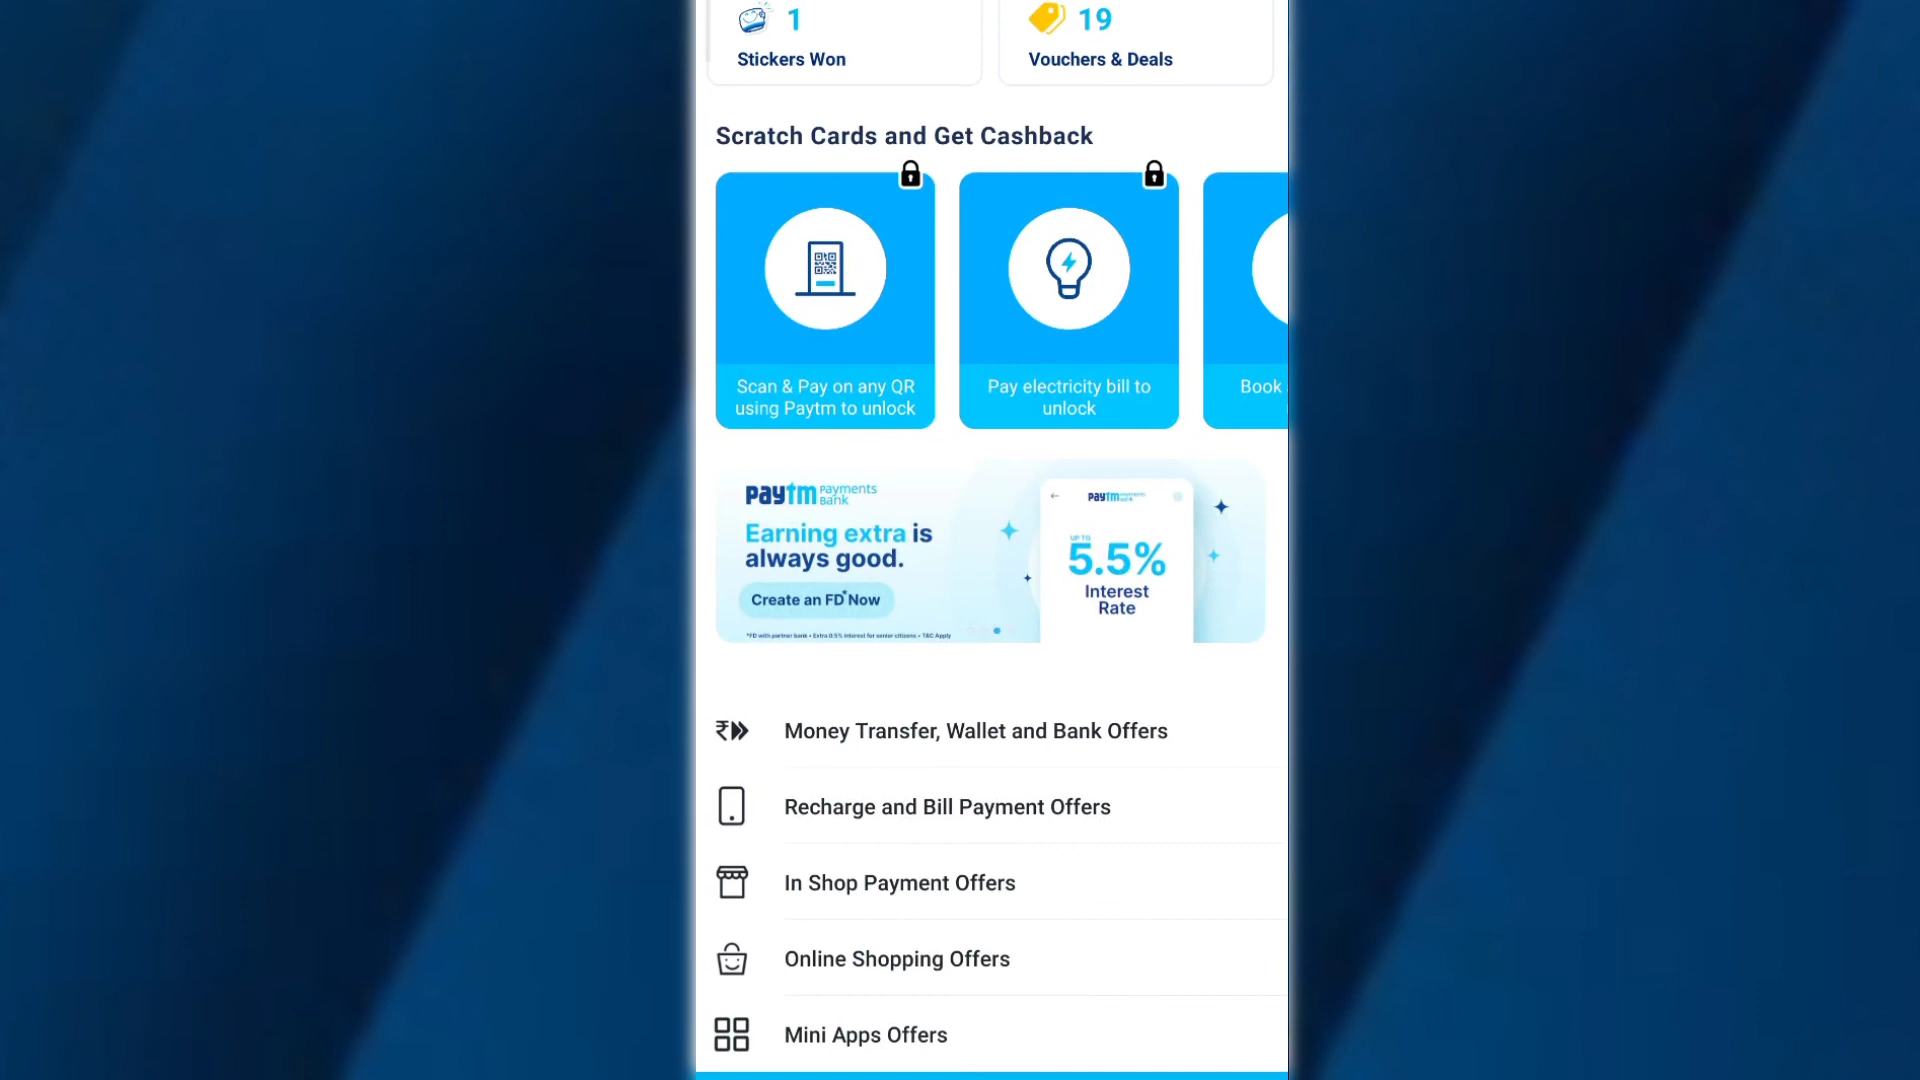 1
19
Stickers Won
Vouchers & Deals
Scratch Cards and Get Cashback
Scan & Pay on any QR
using Paytm to unlock
Pay electricity bill to
unlock
Book
paytm payments
bank
Earning extra is
always good.
Create an FD* Now
*FD with partner bank • Extra 0.5% interest for senior citizens • T&C Apply
paytm payments
bank
UP TO
5.5%
Interest
Rate
Money Transfer, Wallet and Bank Offers
Recharge and Bill Payment Offers
In Shop Payment Offers
Online Shopping Offers
Mini Apps Offers